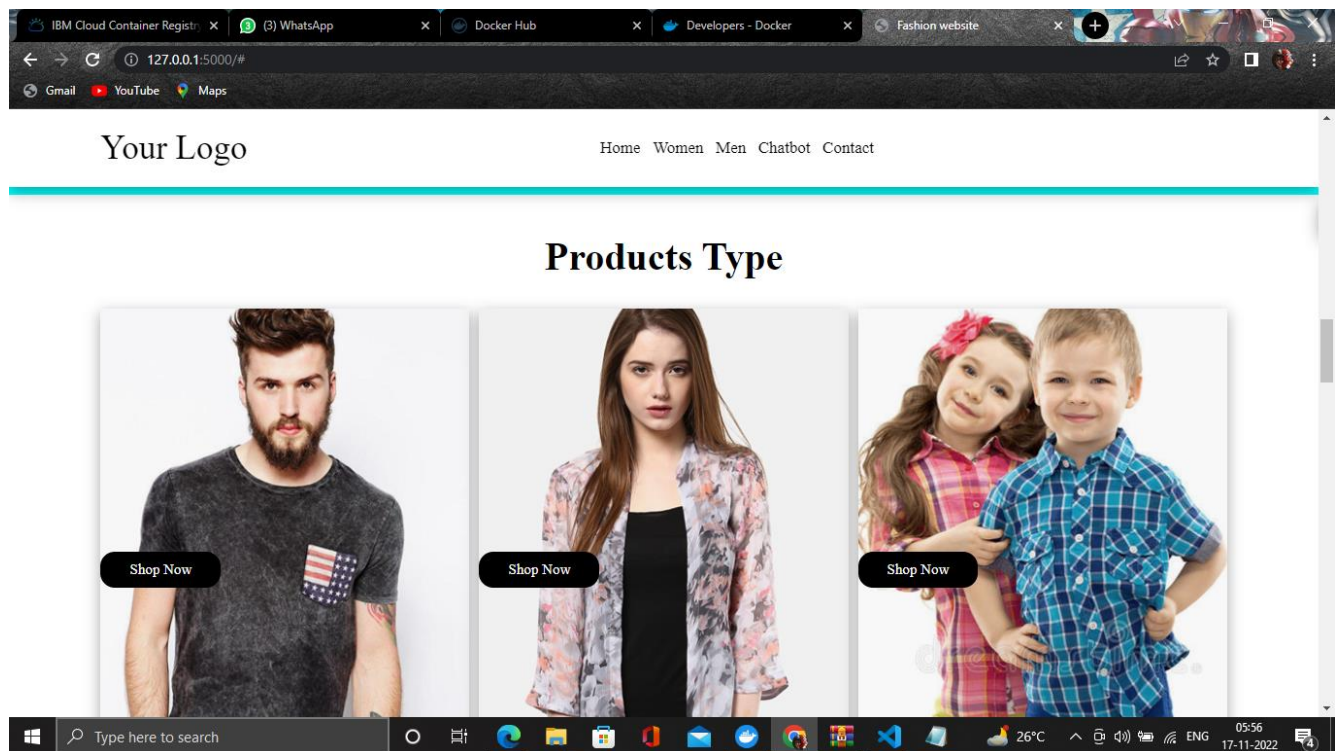 IBM Cloud Container Registry
(3) WhatsApp
Docker Hub
Developers - Docker
Fashion website
127.0.0.1:5000/#
Gmail
YouTube
Maps
Your Logo
Home Women Men Chatbot Contact
Products Type
Shop Now
Shop Now
Shop Now
Type here to search
26°C
ENG
05:56
17-11-2022
4